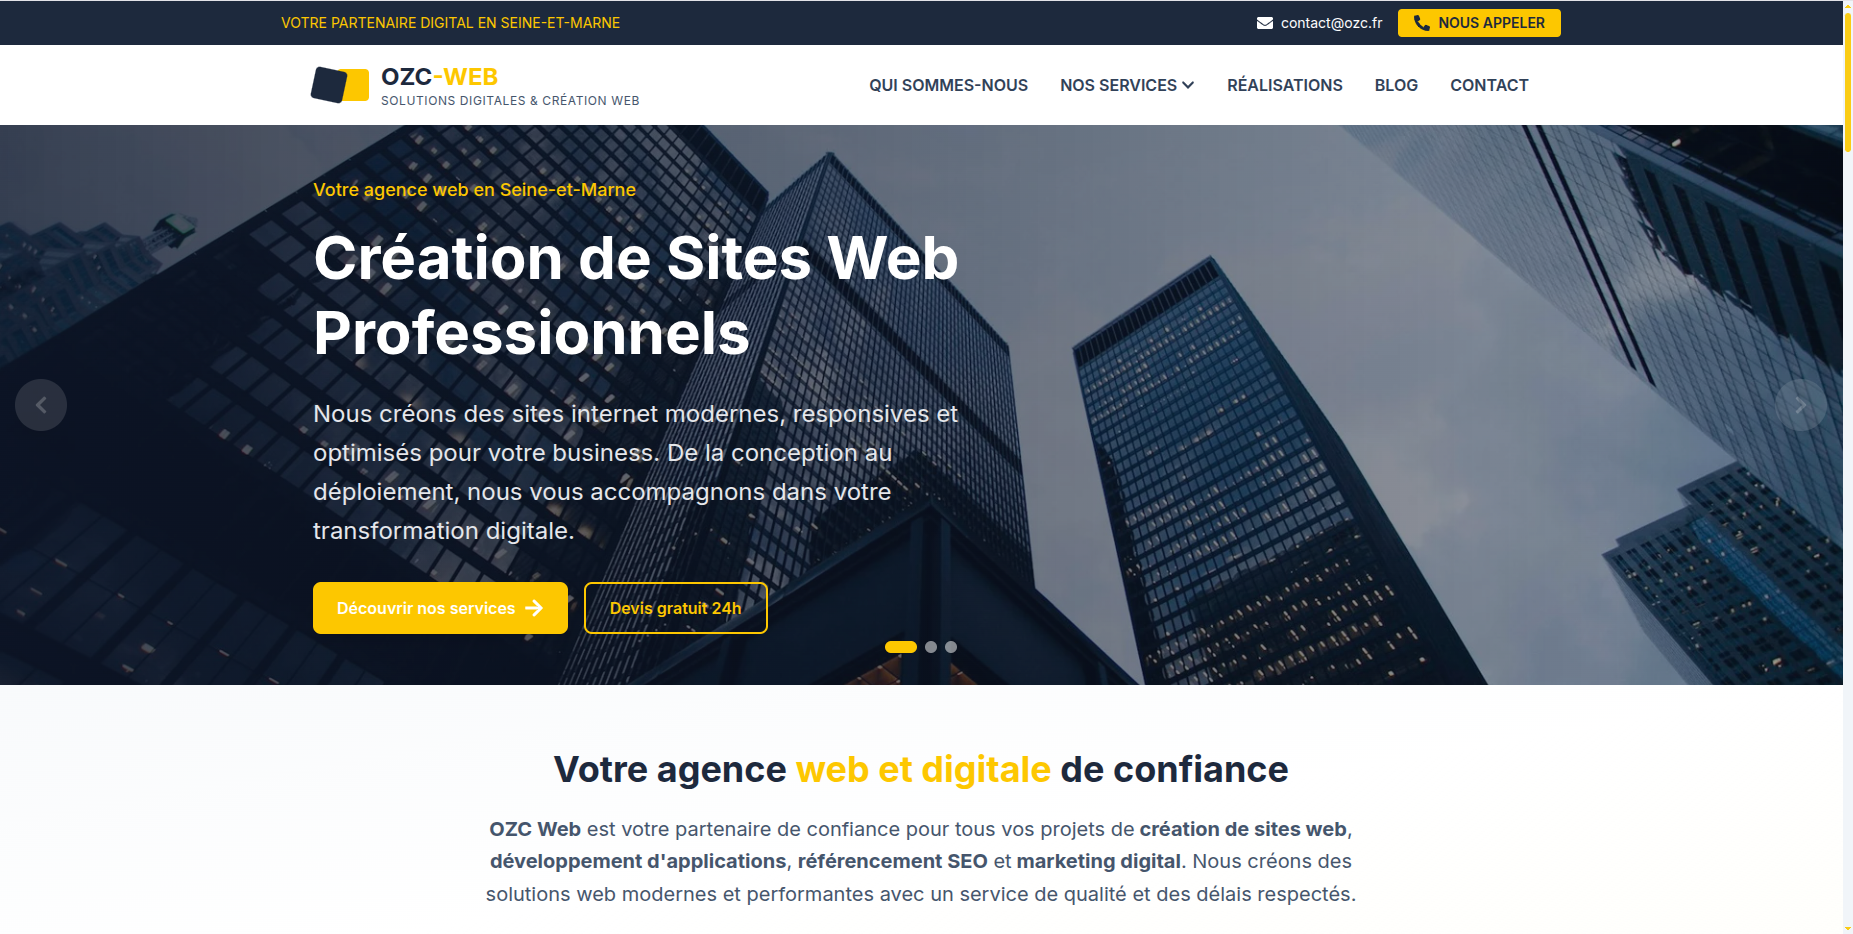 VOTRE PARTENAIRE DIGITAL EN SEINE-ET-MARNE
contact@ozc.fr
NOUS APPELER
OZC-WEB
SOLUTIONS DIGITALES & CRÉATION WEB
QUI SOMMES-NOUS
NOS SERVICES
RÉALISATIONS
BLOG
CONTACT
Votre agence web en Seine-et-Marne
Création de Sites Web
Professionnels
Nous créons des sites internet modernes, responsives et
optimisés pour votre business. De la conception au
déploiement, nous vous accompagnons dans votre
transformation digitale.
Découvrir nos services
Devis gratuit 24h
Votre agence web et digitale de confiance
OZC Web est votre partenaire de confiance pour tous vos projets de création de sites web,
développement d'applications, référencement SEO et marketing digital. Nous créons des
solutions web modernes et performantes avec un service de qualité et des délais respectés.